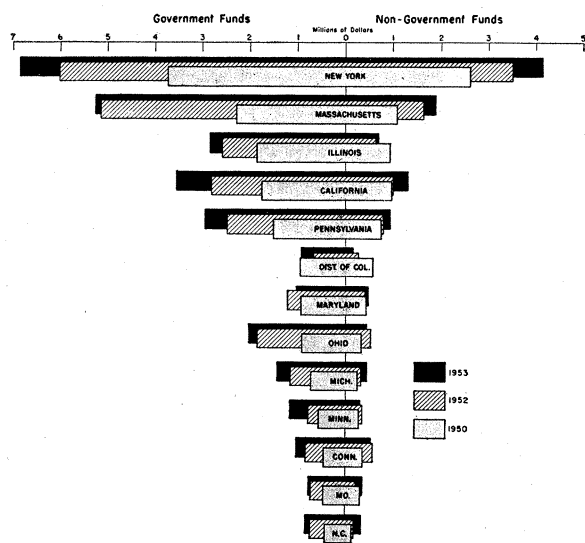 Government Funds Non-Government Funds
Millions of Dollars
7 6 5 4 3 2 1 0 1 2 3 4 5
NEW YORK
MASSACHUSETTS
ILLINOIS
CALIFORNIA
PENNSYLVANIA
DIST. OF COL.
MARYLAND
OHIO
MICH.
1953
MINN.
1952
1950
CONN.
MO.
N.C.